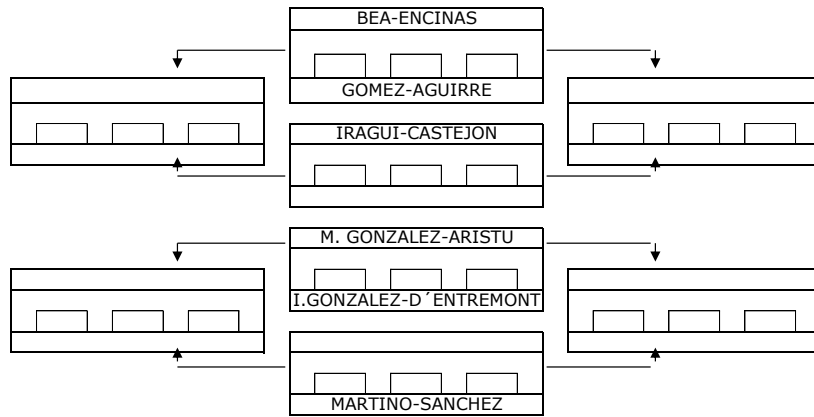 BEA-ENCINAS
GOMEZ-AGUIRRE
IRAGUI-CASTEJON
M. GONZALEZ-ARISTU
I.GONZALEZ-D´ENTREMONT
MARTINO-SANCHEZ